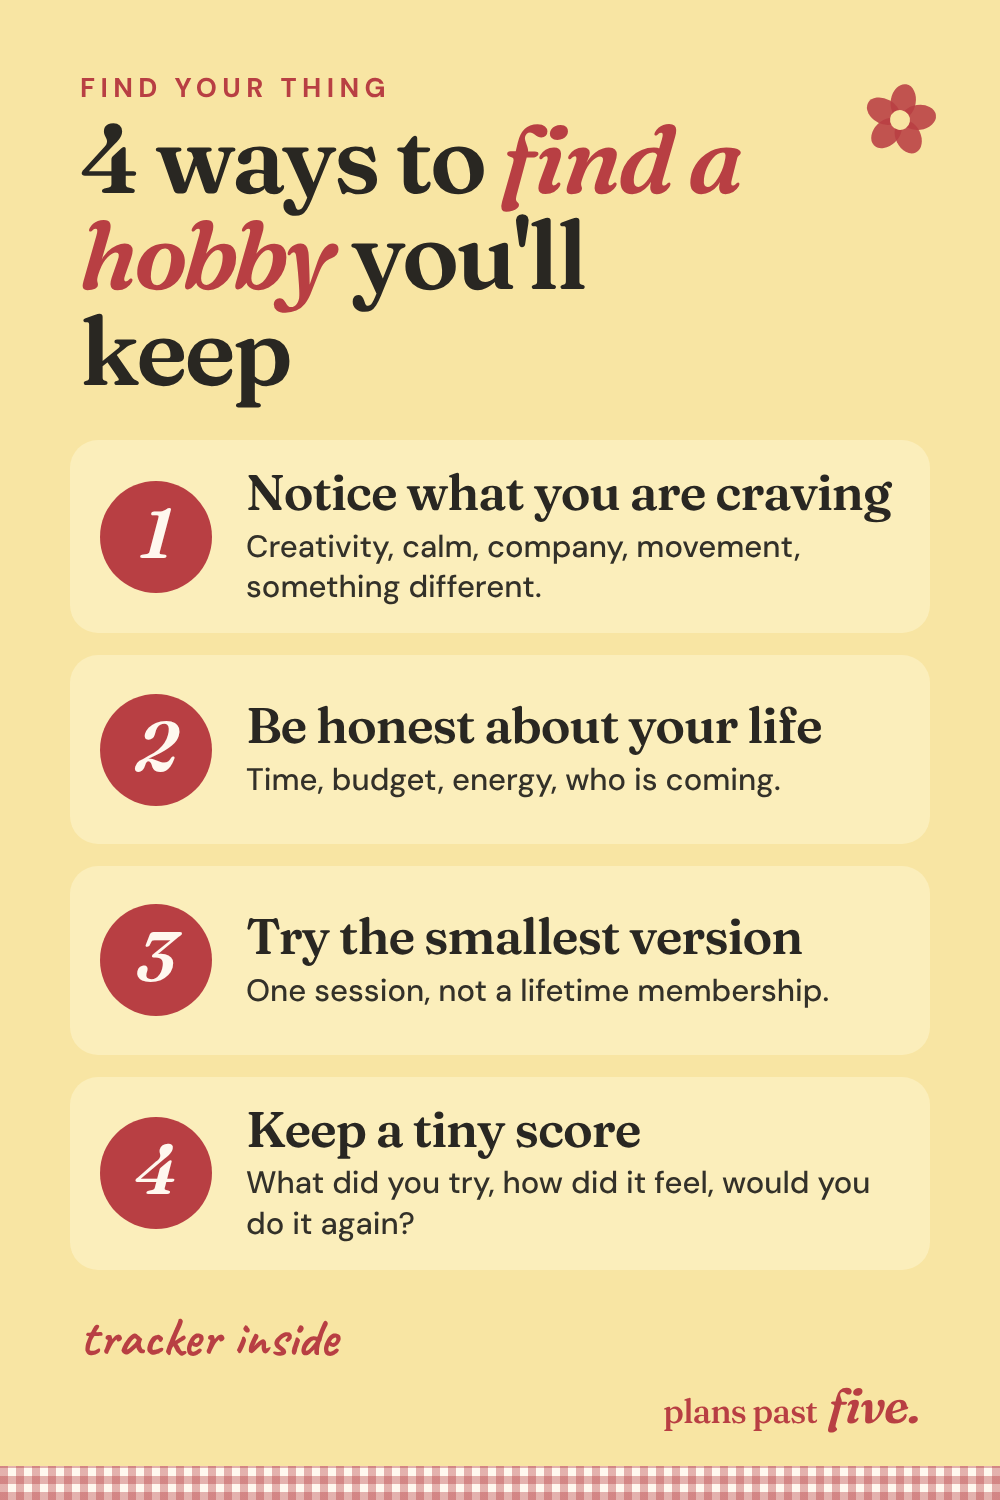 FIND YOUR THING
4 ways to find a
hobby you'll
keep
1
Notice what you are craving
Creativity, calm, company, movement,
something different.
2
Be honest about your life
Time, budget, energy, who is coming.
3
Try the smallest version
One session, not a lifetime membership.
4
Keep a tiny score
What did you try, how did it feel, would you
do it again?
tracker inside
plans past five.